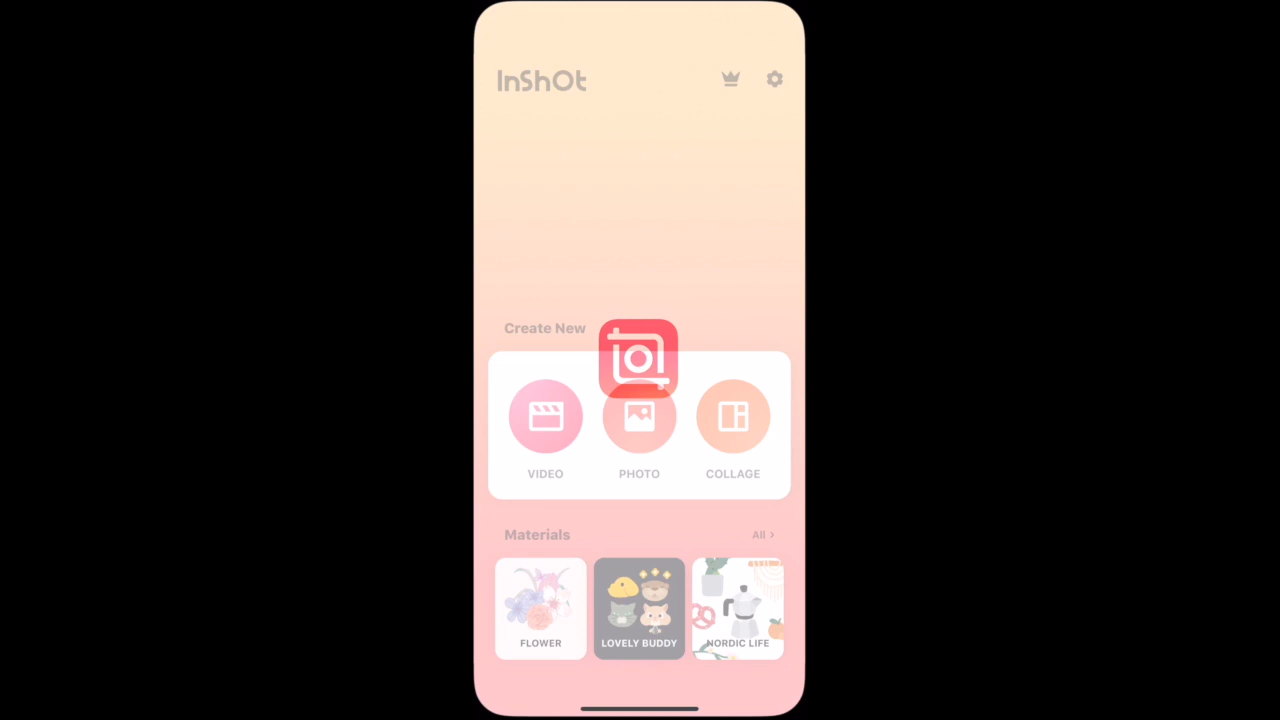 InShOt
Create New
VIDEO
PHOTO
COLLAGE
Materials
All >
FLOWER
LOVELY BUDDY
NORDIC LIFE